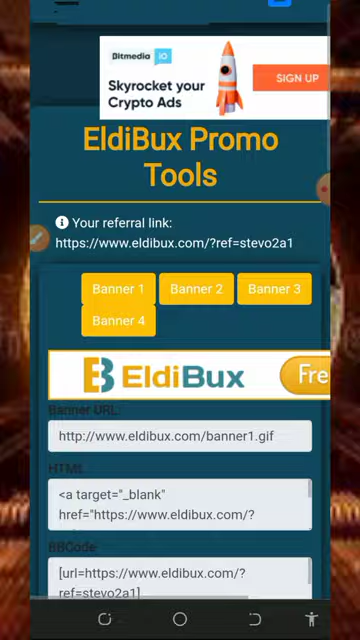 Bitmedia IO
Skyrocket your
Crypto Ads
SIGN UP
EldiBux Promo
Tools
Your referral link:
https://www.eldibux.com/?ref=stevo2a1
Banner 1
Banner 2
Banner 3
Banner 4
EldiBux
Fre
Banner URL:
http://www.eldibux.com/banner1.gif
HTML:
<a target="_blank"
href="https://www.eldibux.com/?
BBCode
[url=https://www.eldibux.com/?
ref=stevo2a1]